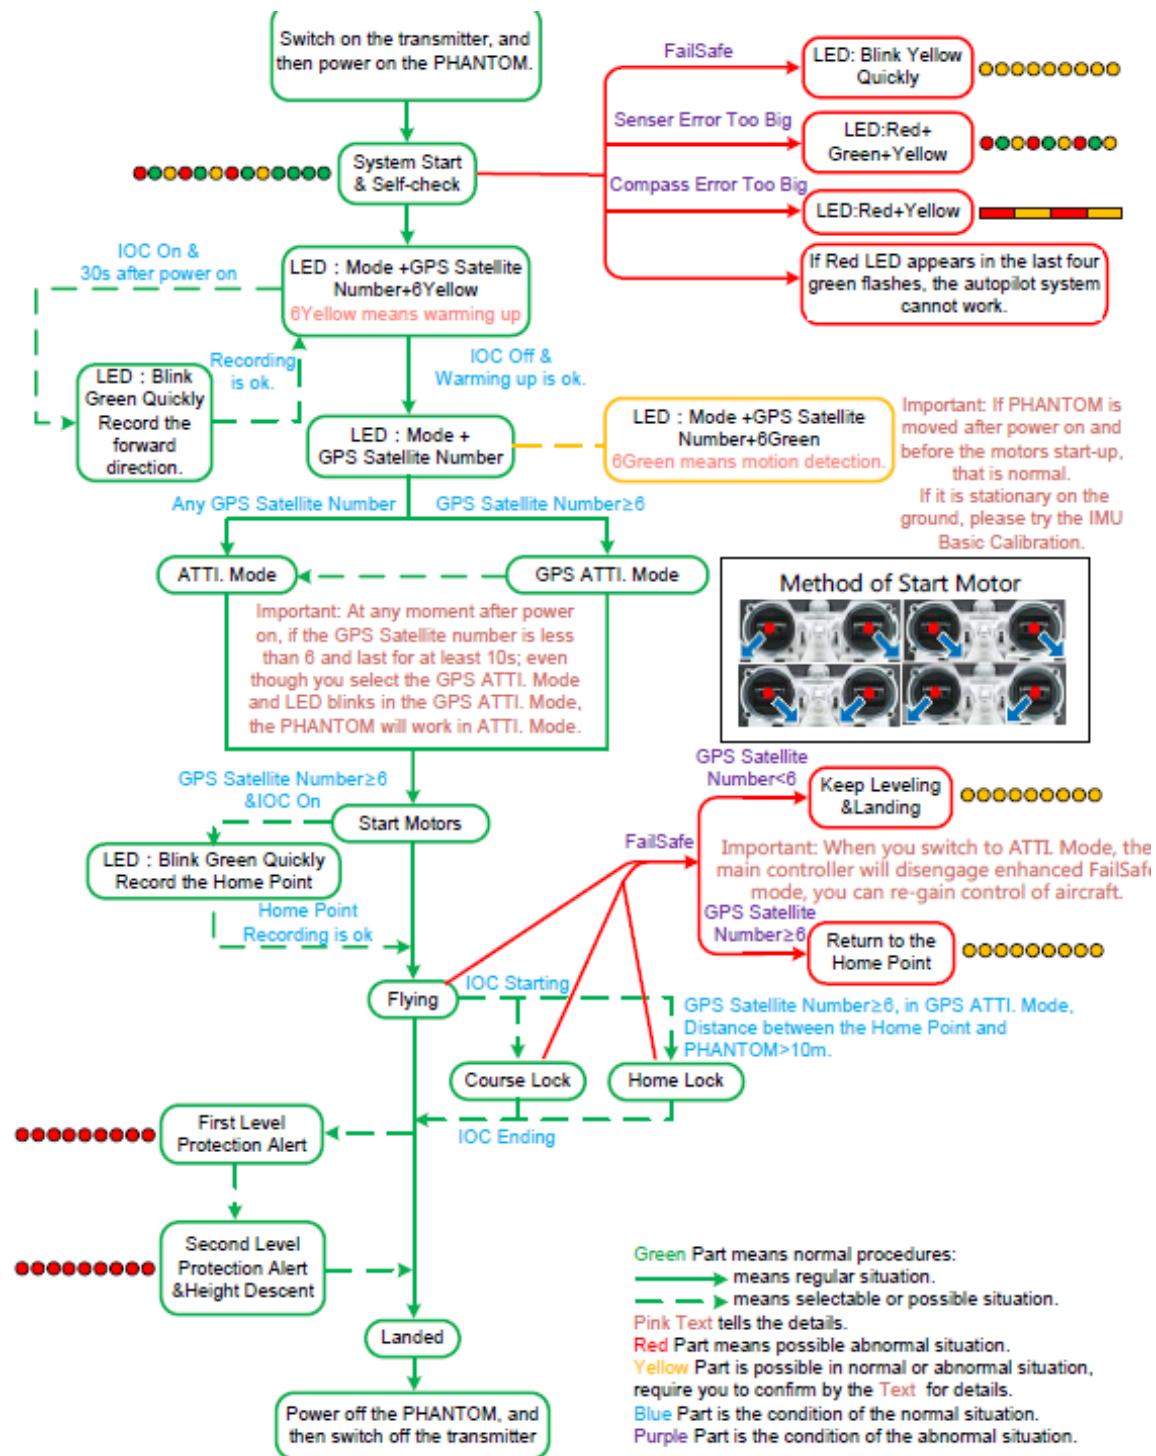 Switch on the transmitter, and
then power on the PHANTOM.
FailSafe
LED: Blink Yellow
Quickly
Senser Error Too Big
LED:Red+
Green+Yellow
System Start
& Self-check
Compass Error Too Big
LED:Red+Yellow
IOC On &
30s after power on
LED : Mode +GPS Satellite
Number+6Yellow
6Yellow means warming up
If Red LED appears in the last four
green flashes, the autopilot system
cannot work.
Recording
is ok.
IOC Off &
Warming up is ok.
LED : Blink
Green Quickly
Record the
forward
direction.
LED : Mode +
GPS Satellite Number
LED : Mode +GPS Satellite
Number+6Green
6Green means motion detection.
Important: If PHANTOM is
moved after power on and
before the motors start-up,
that is normal.
If it is stationary on the
ground, please try the IMU
Basic Calibration.
Any GPS Satellite Number
GPS Satellite Number≥6
ATTI. Mode
GPS ATTI. Mode
Method of Start Motor
Important: At any moment after power
on, if the GPS Satellite number is less
than 6 and last for at least 10s; even
though you select the GPS ATTI. Mode
and LED blinks in the GPS ATTI. Mode,
the PHANTOM will work in ATTI. Mode.
GPS Satellite Number≥6
&IOC On
Start Motors
GPS Satellite
Number<6
Keep Leveling
&Landing
FailSafe
LED : Blink Green Quickly
Record the Home Point
Important: When you switch to ATTI. Mode, the
main controller will disengage enhanced FailSafe
mode, you can re-gain control of aircraft.
Home Point
Recording is ok
GPS Satellite
Number≥6
Return to the
Home Point
Flying
IOC Starting
GPS Satellite Number≥6, in GPS ATTI. Mode,
Distance between the Home Point and
PHANTOM>10m.
Course Lock
Home Lock
First Level
Protection Alert
IOC Ending
Second Level
Protection Alert
&Height Descent
Landed
Power off the PHANTOM, and
then switch off the transmitter
Green Part means normal procedures:
means regular situation.
means selectable or possible situation.
Pink Text tells the details.
Red Part means possible abnormal situation.
Yellow Part is possible in normal or abnormal situation,
require you to confirm by the Text for details.
Blue Part is the condition of the normal situation.
Purple Part is the condition of the abnormal situation.